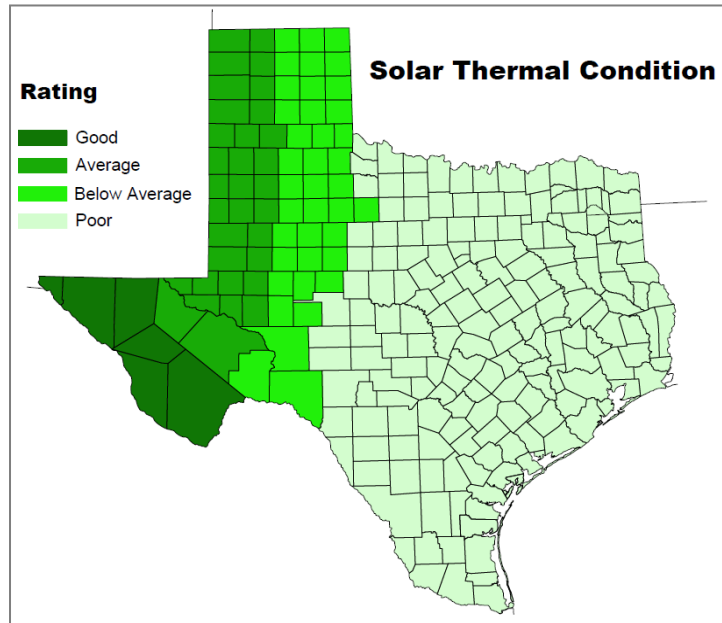 Solar Thermal Condition
Rating
Good
Average
Below Average
Poor